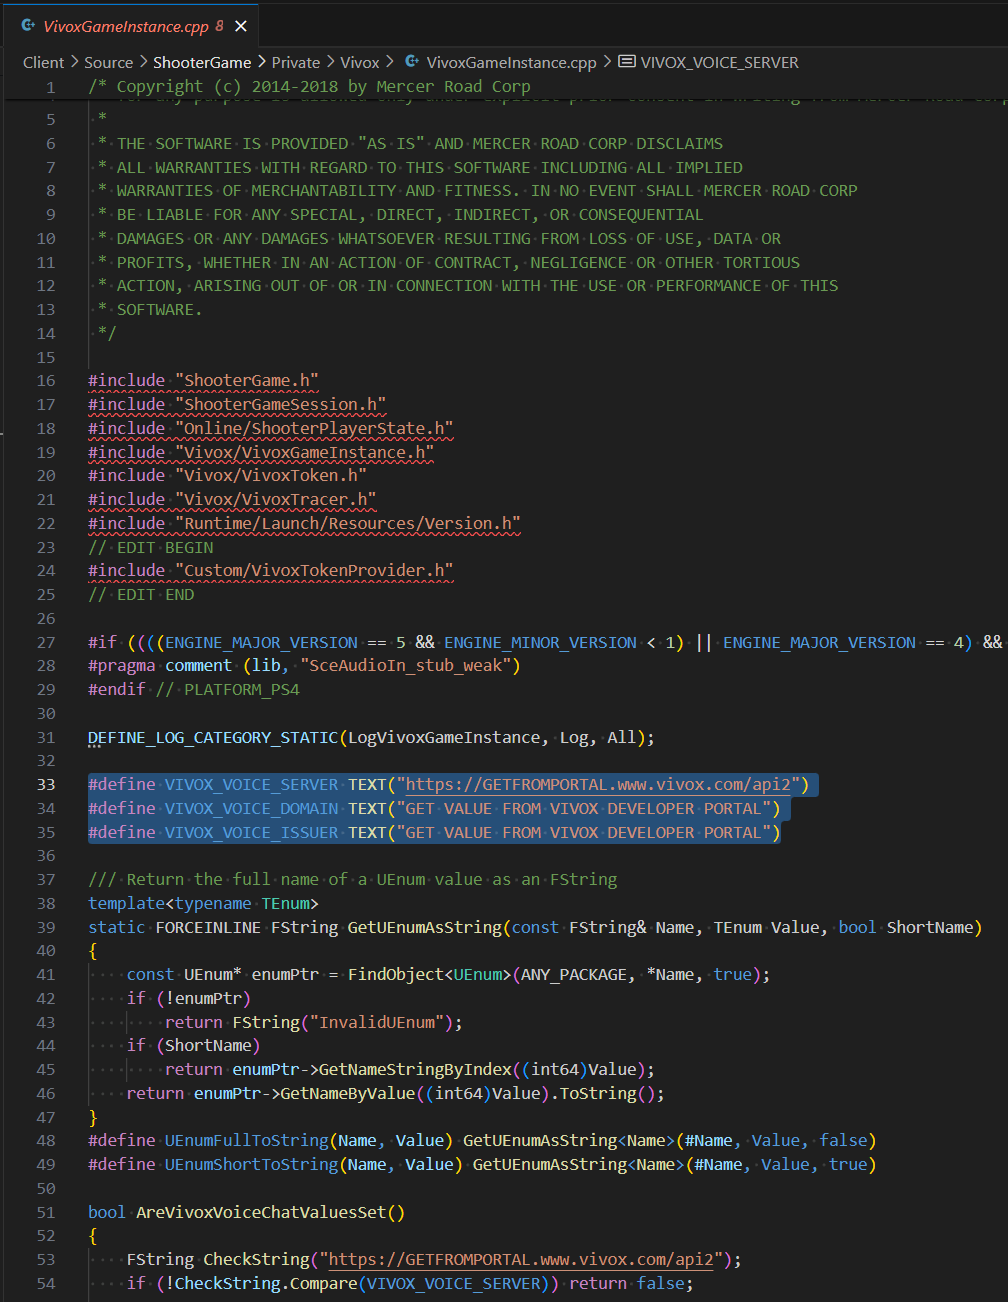 VivoxGameInstance.cpp 8
Client > Source > ShooterGame > Private > Vivox > VivoxGameInstance.cpp > VIVOX_VOICE_SERVER
1 /* Copyright (c) 2014-2018 by Mercer Road Corp
5 *
6 * THE SOFTWARE IS PROVIDED "AS IS" AND MERCER ROAD CORP DISCLAIMS
7 * ALL WARRANTIES WITH REGARD TO THIS SOFTWARE INCLUDING ALL IMPLIED
8 * WARRANTIES OF MERCHANTABILITY AND FITNESS. IN NO EVENT SHALL MERCER ROAD CORP
9 * BE LIABLE FOR ANY SPECIAL, DIRECT, INDIRECT, OR CONSEQUENTIAL
10 * DAMAGES OR ANY DAMAGES WHATSOEVER RESULTING FROM LOSS OF USE, DATA OR
11 * PROFITS, WHETHER IN AN ACTION OF CONTRACT, NEGLIGENCE OR OTHER TORTIOUS
12 * ACTION, ARISING OUT OF OR IN CONNECTION WITH THE USE OR PERFORMANCE OF THIS
13 * SOFTWARE.
14 */
15
16 #include "ShooterGame.h"
17 #include "ShooterGameSession.h"
18 #include "Online/ShooterPlayerState.h"
19 #include "Vivox/VivoxGameInstance.h"
20 #include "Vivox/VivoxToken.h"
21 #include "Vivox/VivoxTracer.h"
22 #include "Runtime/Launch/Resources/Version.h"
23 // EDIT BEGIN
24 #include "Custom/VivoxTokenProvider.h"
25 // EDIT END
26
27 #if ((((ENGINE_MAJOR_VERSION == 5 && ENGINE_MINOR_VERSION < 1) || ENGINE_MAJOR_VERSION == 4) &&
28 #pragma comment (lib, "SceAudioIn_stub_weak")
29 #endif // PLATFORM_PS4
30
31 DEFINE_LOG_CATEGORY_STATIC(LogVivoxGameInstance, Log, All);
32
33 #define VIVOX_VOICE_SERVER TEXT("https://GETFROMPORTAL.www.vivox.com/api2")
34 #define VIVOX_VOICE_DOMAIN TEXT("GET VALUE FROM VIVOX DEVELOPER PORTAL")
35 #define VIVOX_VOICE_ISSUER TEXT("GET VALUE FROM VIVOX DEVELOPER PORTAL")
36
37 /// Return the full name of a UEnum value as an FString
38 template<typename TEnum>
39 static FORCEINLINE FString GetUEnumAsString(const FString& Name, TEnum Value, bool ShortName)
40 {
41 const UEnum* enumPtr = FindObject<UEnum>(ANY_PACKAGE, *Name, true);
42 if (!enumPtr)
43 return FString("InvalidUEnum");
44 if (ShortName)
45 return enumPtr->GetNameStringByIndex((int64)Value);
46 return enumPtr->GetNameByValue((int64)Value).ToString();
47 }
48 #define UEnumFullToString(Name, Value) GetUEnumAsString<Name>(#Name, Value, false)
49 #define UEnumShortToString(Name, Value) GetUEnumAsString<Name>(#Name, Value, true)
50
51 bool AreVivoxVoiceChatValuesSet()
52 {
53 FString CheckString("https://GETFROMPORTAL.www.vivox.com/api2");
54 if (!CheckString.Compare(VIVOX_VOICE_SERVER)) return false;